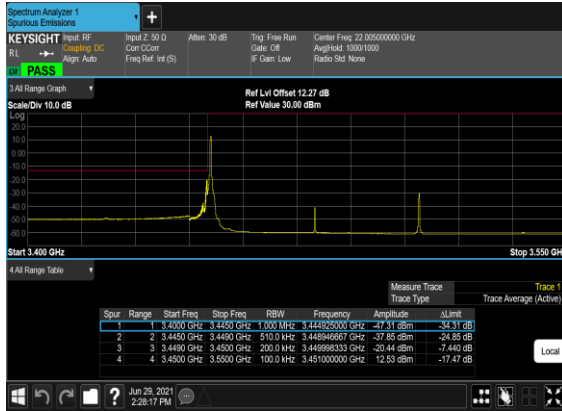 Spectrum Analyzer 1
Spurious Emissions
+
KEYSIGHT Input: RF Input Z: 50 Ω Atten: 30 dB Trig: Free Run Center Freq: 22.005000000 GHz
RL Coupling: DC Corr CCorr Gate: Off Avg|Hold: 1000/1000
Align: Auto Freq Ref: Int (S) IF Gain: Low Radio Std: None
PASS
3 All Range Graph Ref Lvl Offset 12.27 dB
Scale/Div 10.0 dB Ref Value 30.00 dBm
Log
20.0
10.0
0.00
-10.0
-20.0
-30.0
-40.0
-50.0
-60.0
Start 3.400 GHz Stop 3.550 GH
4 All Range Table
Measure Trace Trace 1
Trace Type Trace Average (Active)
Spur Range Start Freq Stop Freq RBW Frequency Amplitude ΔLimit
1 1 3.4000 GHz 3.4450 GHz 1.000 MHz 3.444925000 GHz -47.31 dBm -34.31 dB
2 2 3.4450 GHz 3.4490 GHz 510.0 kHz 3.448946667 GHz -37.85 dBm -24.85 dB
3 3 3.4490 GHz 3.4500 GHz 200.0 kHz 3.449998333 GHz -20.44 dBm -7.440 dB
4 4 3.4500 GHz 3.5500 GHz 100.0 kHz 3.451000000 GHz 12.53 dBm -17.47 dB
Local
? Jun 29, 2021
2:28:17 PM